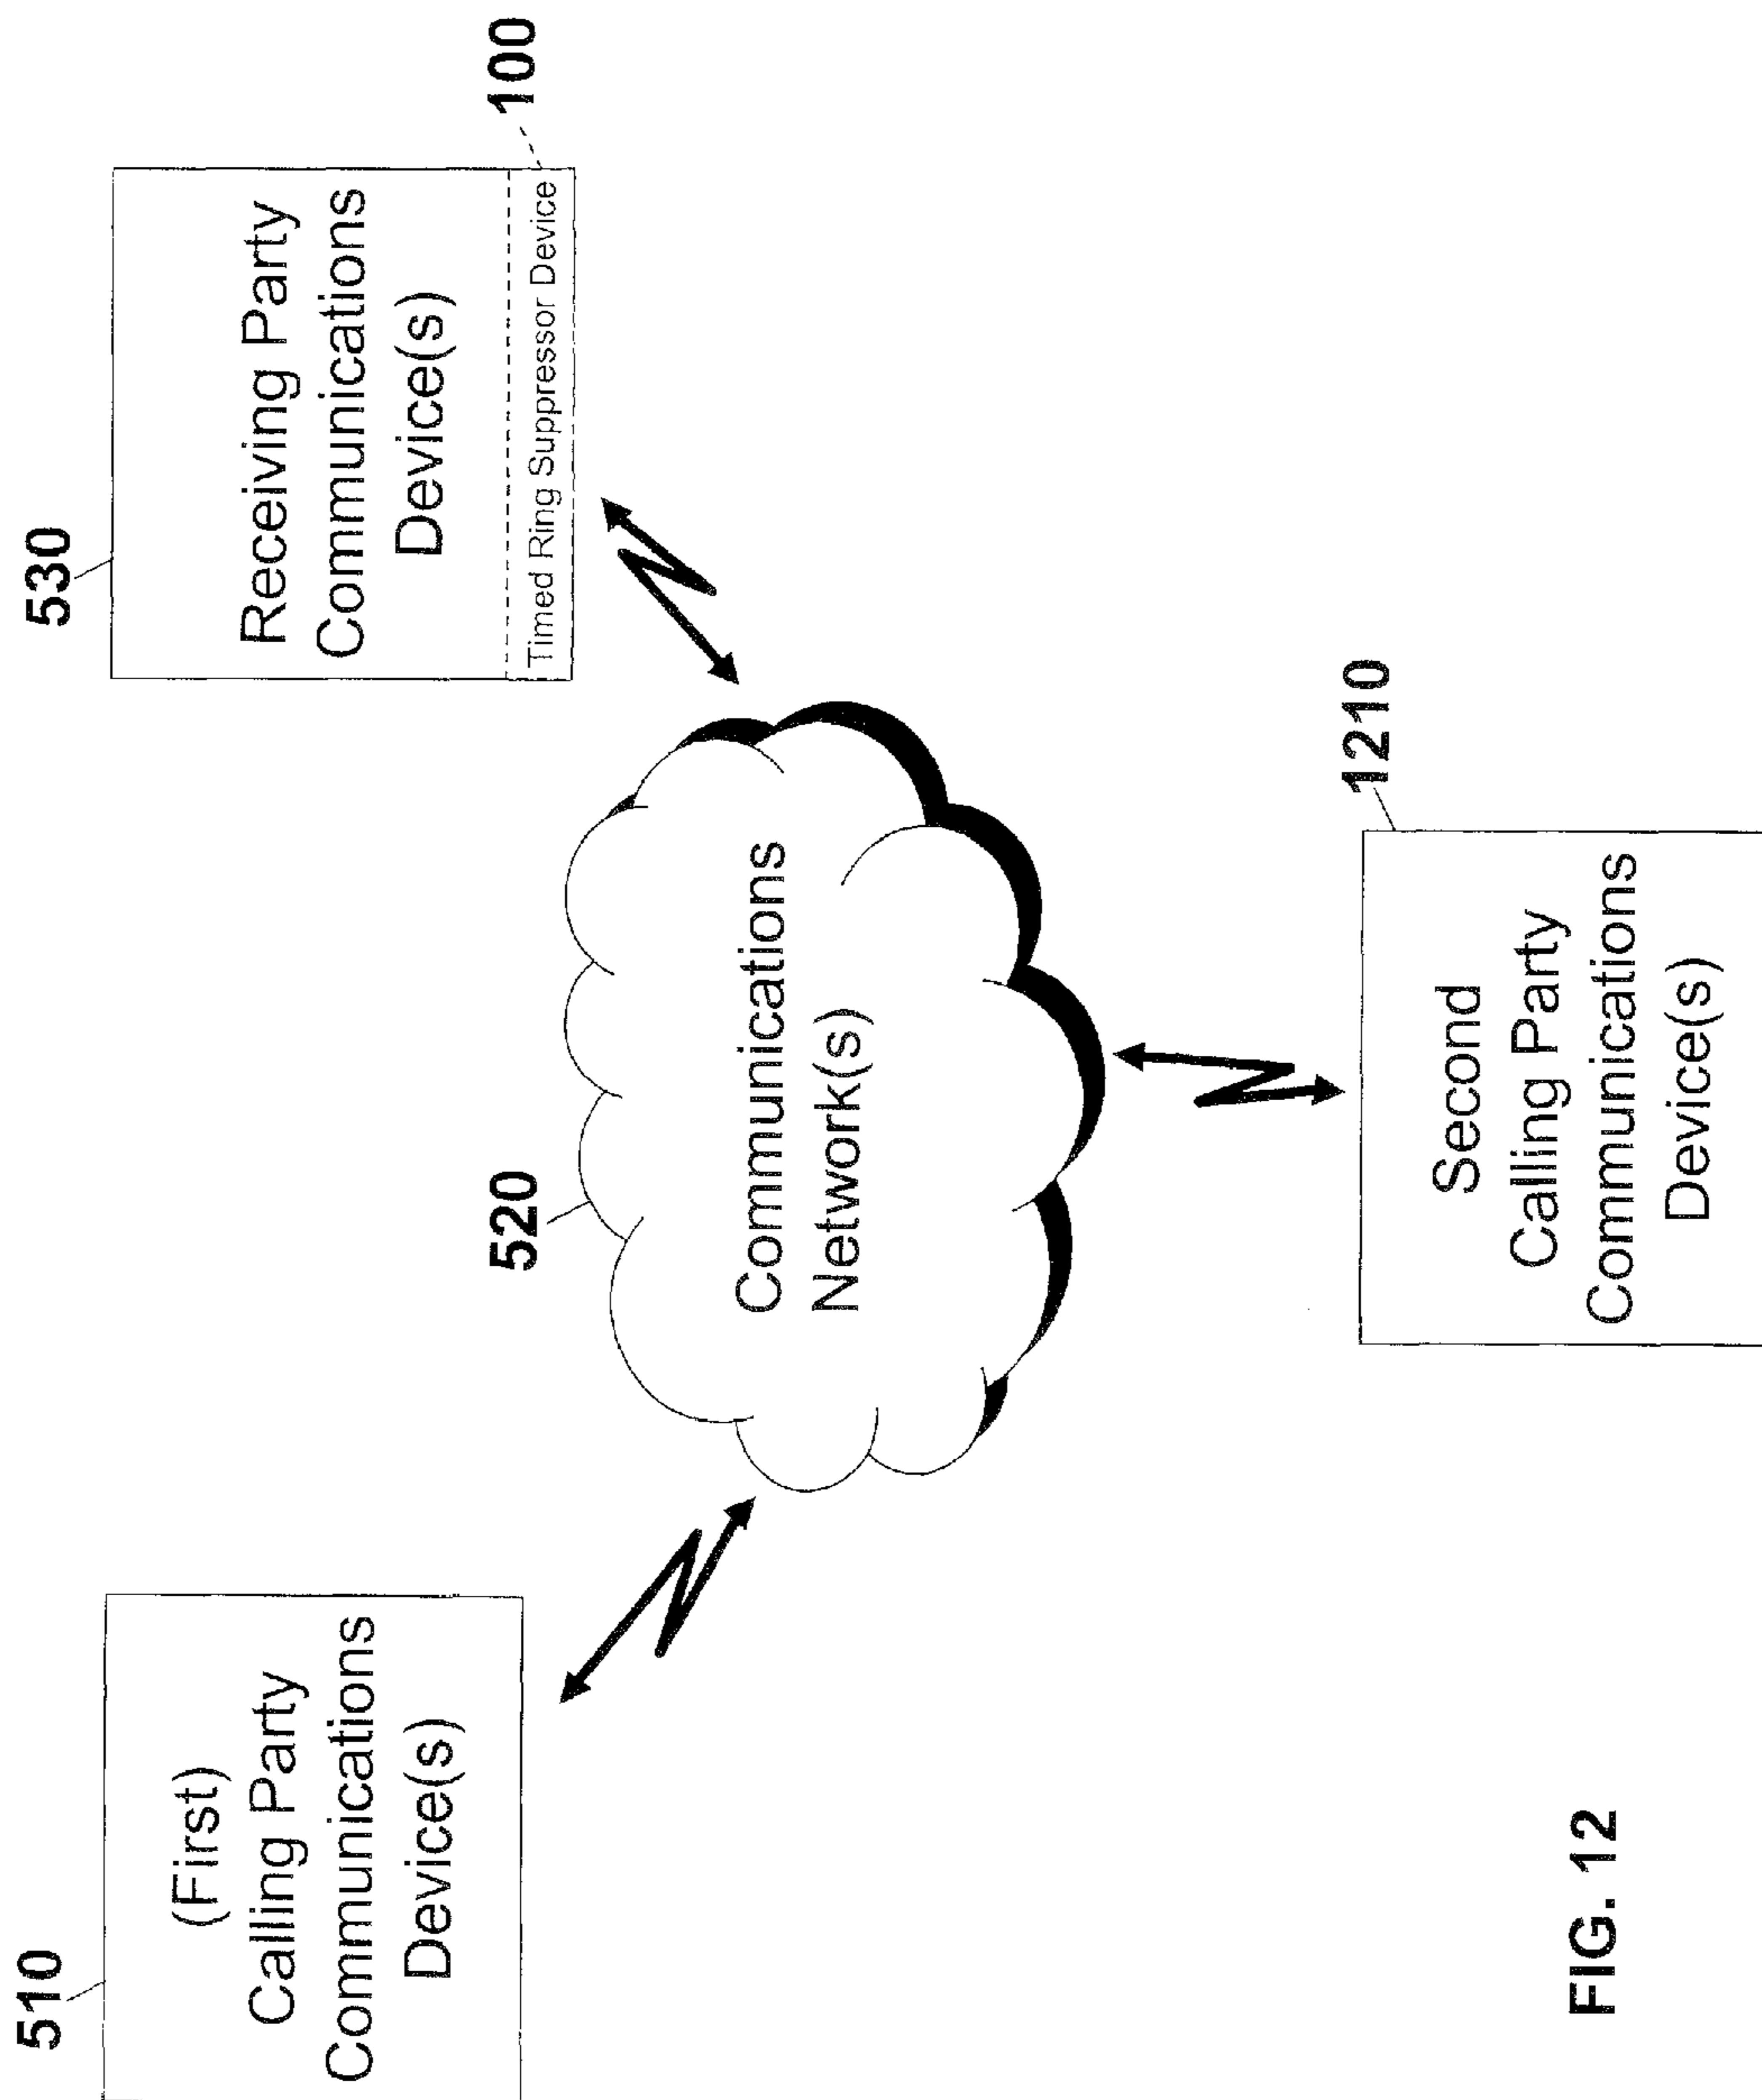 510
(First)
Calling Party
Communications
Device(s)
530
Receiving Party
Communications
Device(s)
Timed Ring Suppressor Device
100
520
Communications
Network(s)
1210
Second
Calling Party
Communications
Device(s)
FIG. 12